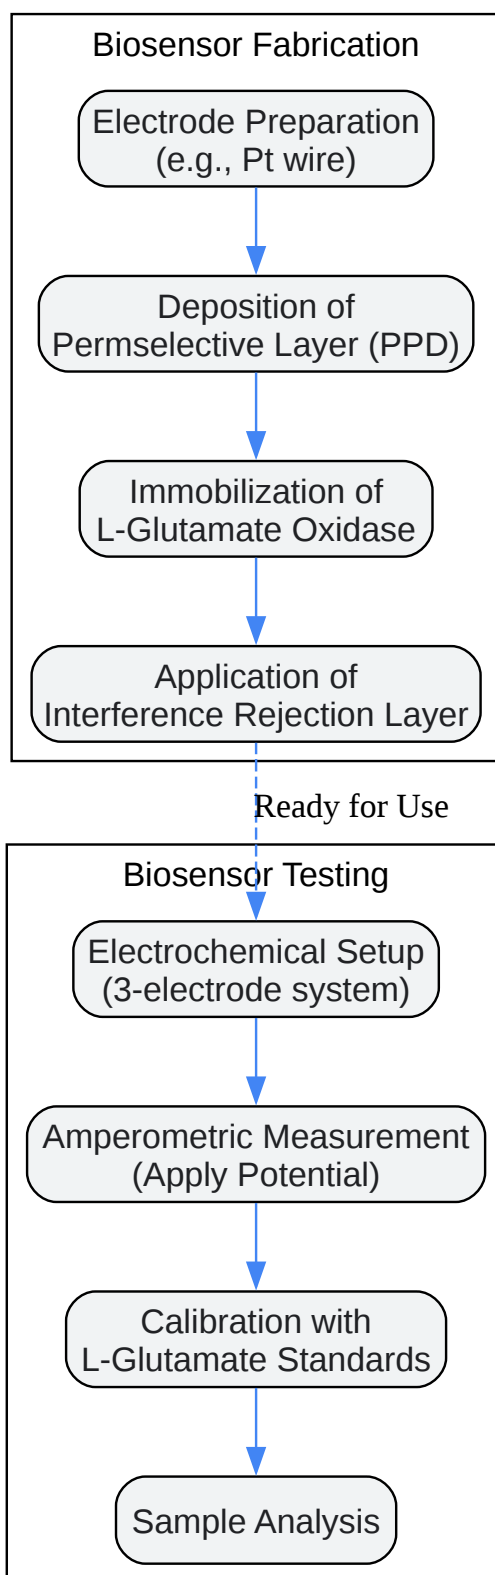 Biosensor Fabrication
Electrode Preparation
(e.g., Pt wire)
Deposition of
Permselective Layer (PPD)
Immobilization of
L-Glutamate Oxidase
Application of
Interference Rejection Layer
Ready for Use
Biosensor Testing
Electrochemical Setup
(3-electrode system)
Amperometric Measurement
(Apply Potential)
Calibration with
L-Glutamate Standards
Sample Analysis